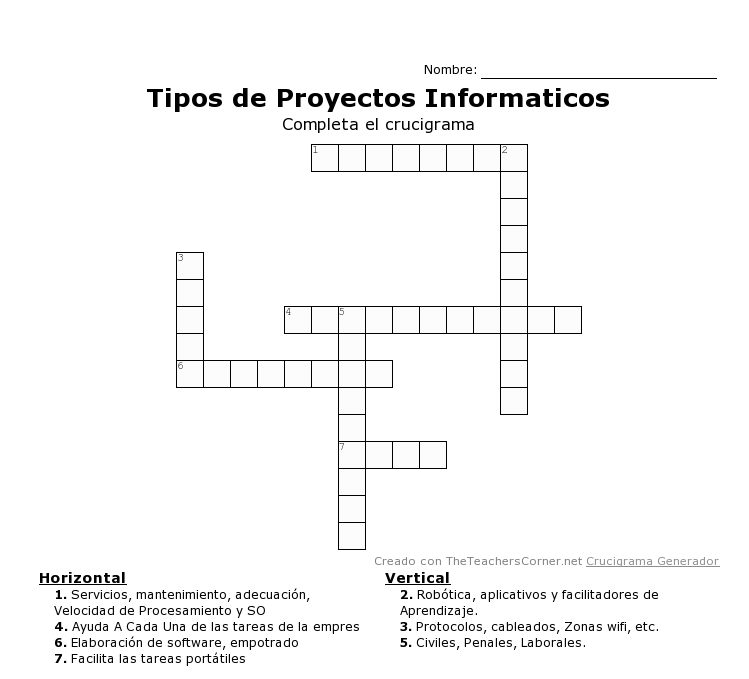 Nombre:
Tipos de Proyectos Informaticos
Completa el crucigrama
1 2
3
4 5
6
7
Creado con TheTeachersCorner.net Crucigrama Generador
Horizontal
1. Servicios, mantenimiento, adecuación,
Velocidad de Procesamiento y SO
4. Ayuda A Cada Una de las tareas de la empres
6. Elaboración de software, empotrado
7. Facilita las tareas portátiles
Vertical
2. Robótica, aplicativos y facilitadores de
Aprendizaje.
3. Protocolos, cableados, Zonas wifi, etc.
5. Civiles, Penales, Laborales.